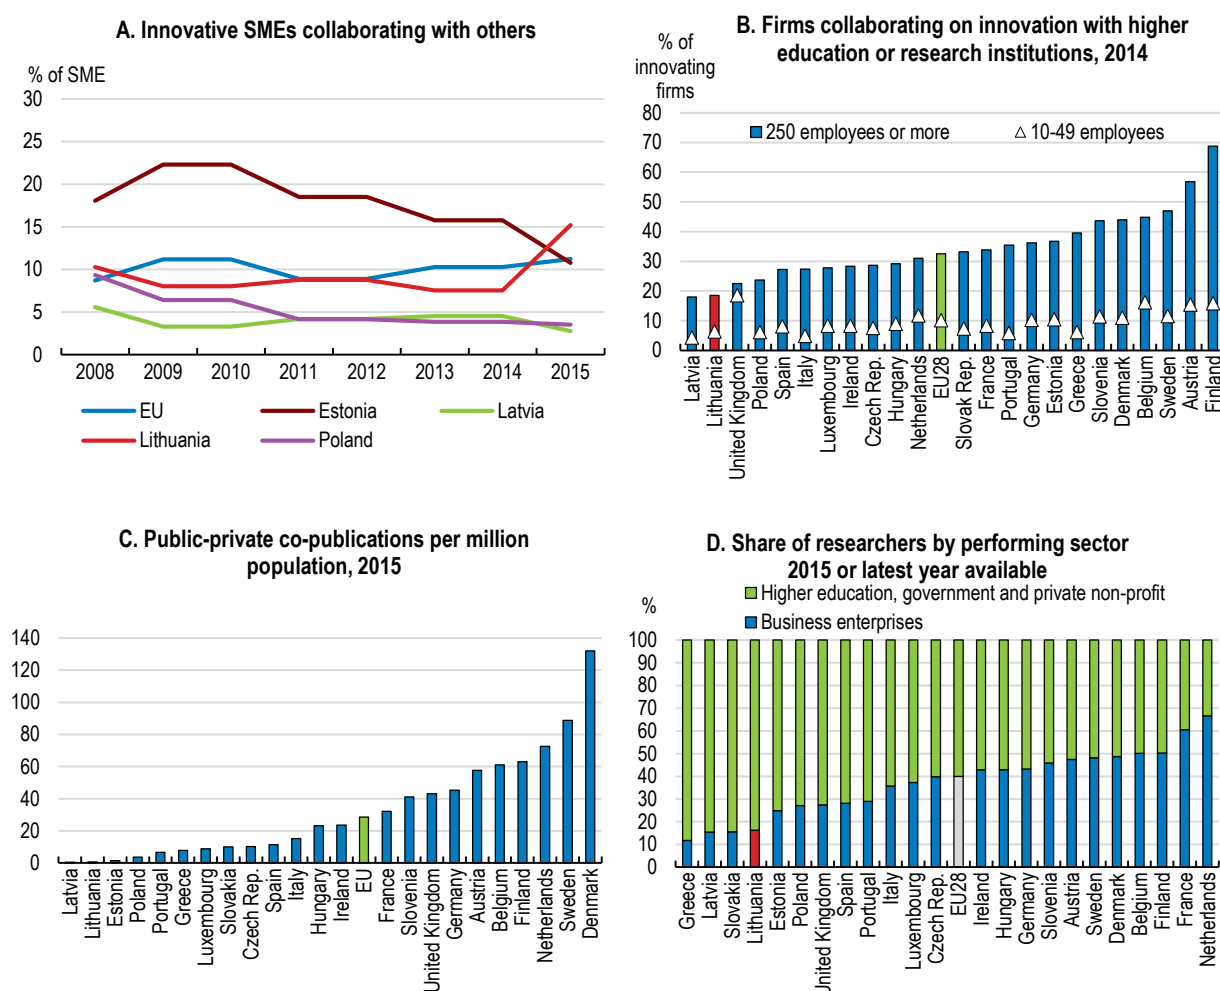 A. Innovative SMEs collaborating with others
% of SME
30
25
20
15
10
5
0
2008 2009 2010 2011 2012 2013 2014 2015
EU Estonia Latvia
Lithuania Poland
B. Firms collaborating on innovation with higher
education or research institutions, 2014
% of
innovating
firms
80
70
60
50
40
30
20
10
0
250 employees or more 10-49 employees
Latvia
Lithuania
United Kingdom
Poland
Spain
Italy
Luxembourg
Ireland
Czech Rep.
Hungary
Netherlands
EU28
Slovak Rep.
France
Portugal
Germany
Estonia
Greece
Slovenia
Denmark
Belgium
Sweden
Austria
Finland
C. Public-private co-publications per million
population, 2015
140
120
100
80
60
40
20
0
Latvia
Lithuania
Estonia
Poland
Portugal
Greece
Luxembourg
Slovakia
Czech Rep.
Spain
Italy
Hungary
Ireland
EU
France
Slovenia
United Kingdom
Germany
Austria
Belgium
Finland
Netherlands
Sweden
Denmark
D. Share of researchers by performing sector
2015 or latest year available
Higher education, government and private non-profit
Business enterprises
%
100
90
80
70
60
50
40
30
20
10
0
Greece
Latvia
Slovakia
Lithuania
Estonia
Poland
United Kingdom
Spain
Portugal
Italy
Luxembourg
Czech Rep.
EU28
Ireland
Hungary
Germany
Slovenia
Austria
Sweden
Denmark
Belgium
Finland
France
Netherlands